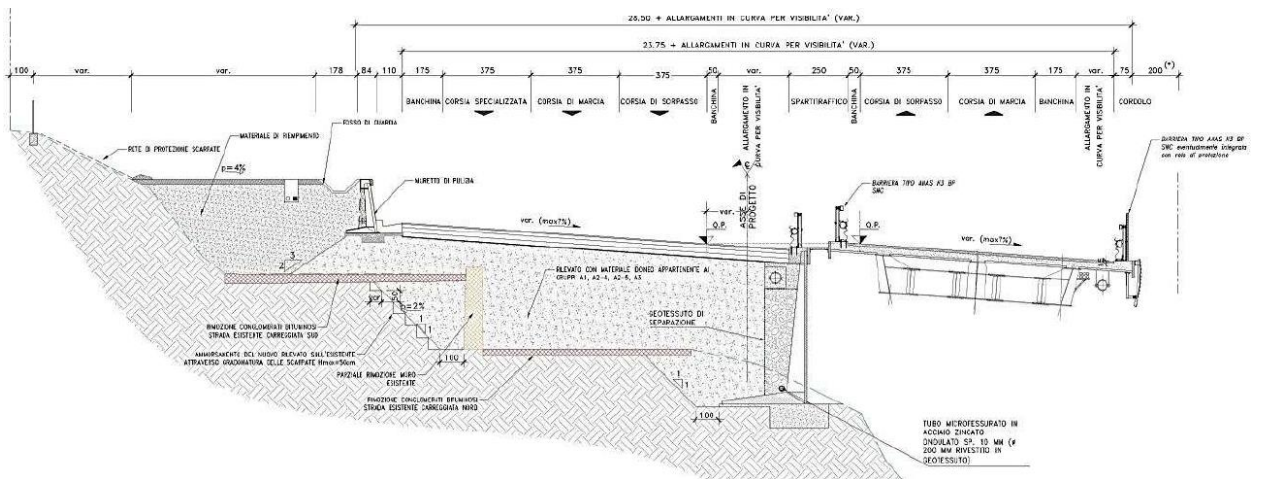 28.50 + ALLARGAMENTI IN CURVA PER VISIBILITA' (VAR.)
23.75 + ALLARGAMENTI IN CURVA PER VISIBILITA' (VAR.)
100 var. var. 178 84 110 175 375 375 375 50 var. 250 50 375 375 175 var. 75 200 (*)
BANCHINA
CORSIA SPECIALIZZATA
CORSIA DI MARCIA
CORSIA DI SORPASSO
BANCHINA
ALLARGAMENTO IN
CURVA PER VISIBILITA'
SPARTITRAFFICO
BANCHINA
CORSIA DI SORPASSO
CORSIA DI MARCIA
BANCHINA
ALLARGAMENTO IN
CURVA PER VISIBILITA'
CORDOLO
FOSSO DI GUARDIA
MATERIALE DI RIEMPIMENTO
RETE DI PROTEZIONE SCARPATE
p=4%
MURETTO DI PULIZIA
BARRIERA TIPO ANAS H3 BP
SMC eventualmente integrata
con rete di protezione
BARRIERA TIPO ANAS H3 BP
SMC
var.
ASSE DI
PROGETTO
Q.P.
Q.P.
var. (max7%)
var. (max7%)
3
2
RILEVATO CON MATERIALE IDONEO APPARTENENTE AI
GRUPPI A1, A2-4, A2-5, A3
var.
p=2%
1
1
GEOTESSUTO DI
SEPARAZIONE
RIMOZIONE CONGLOMERATI BITUMINOSI
STRADA ESISTENTE CARREGGIATA SUD
AMMORSAMENTO DEL NUOVO RILEVATO SULL'ESISTENTE
ATTRAVERSO GRADONATURA DELLE SCARPATE Hmax=50cm
100
PARZIALE RIMOZIONE MURO
ESISTENTE
RIMOZIONE CONGLOMERATI BITUMINOSI
STRADA ESISTENTE CARREGGIATA NORD
1
1
100
TUBO MICROFESSURATO IN
ACCIAIO ZINCATO
ONDULATO SP. 10 MM (ø
200 MM RIVESTITO IN
GEOTESSUTO)